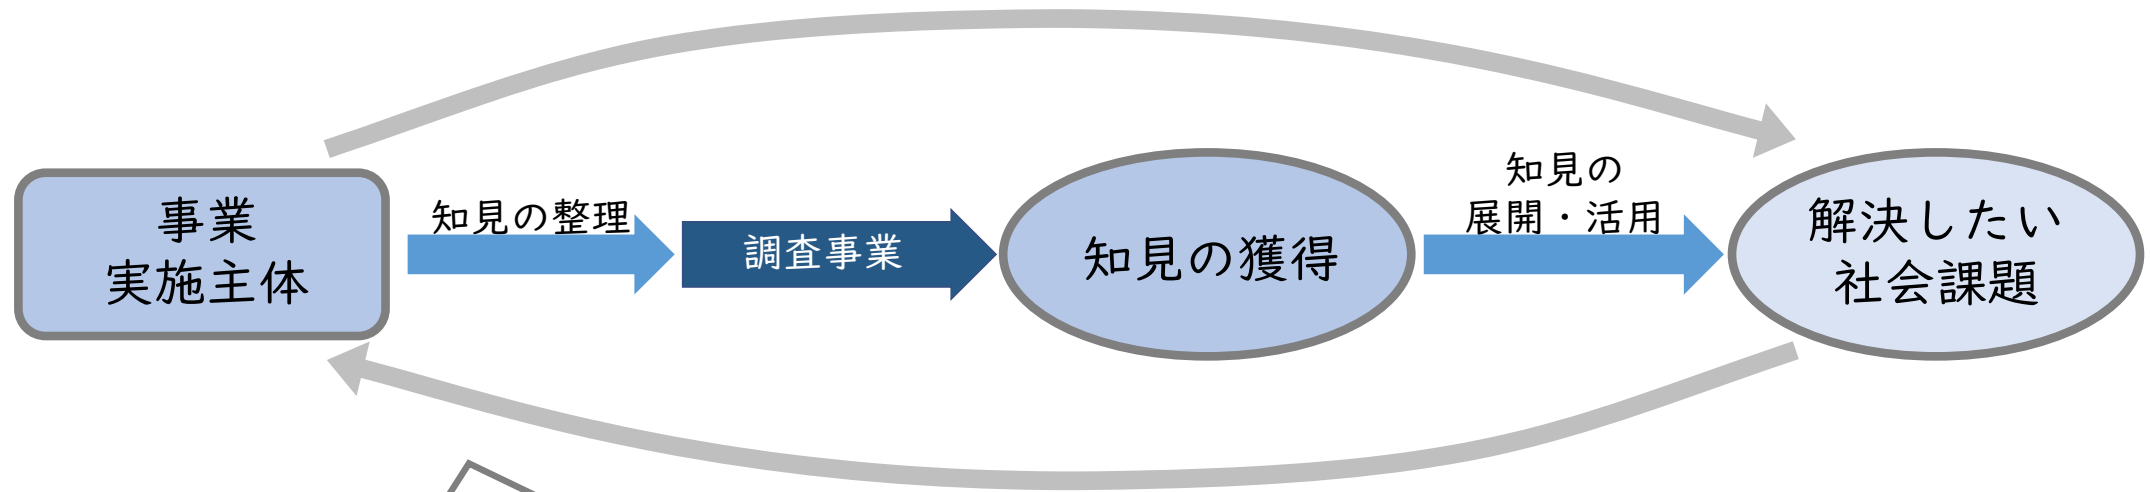 事業
実施主体
知見の整理
調査事業
知見の獲得
知見の
展開・活用
解決したい
社会課題